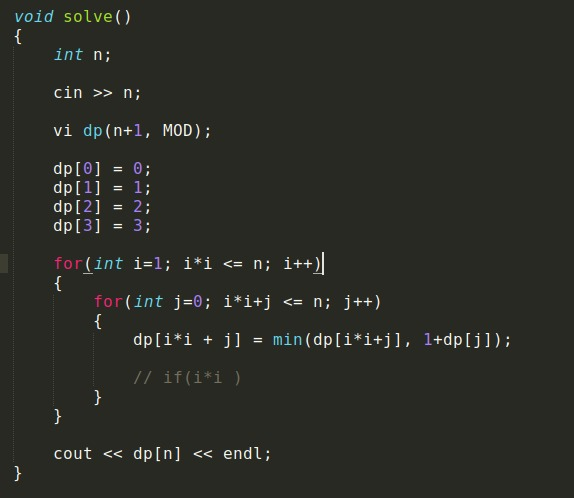 void solve()
{
    int n;
    cin >> n;
    vi dp(n+1, MOD);
    dp[0] = 0;
    dp[1] = 1;
    dp[2] = 2;
    dp[3] = 3;
    for(int i=1; i*i <= n; i++)
    {
        for(int j=0; i*i+j <= n; j++)
        {
            dp[i*i + j] = min(dp[i*i+j], 1+dp[j]);
            // if(i*i )
        }
    }
    cout << dp[n] << endl;
}